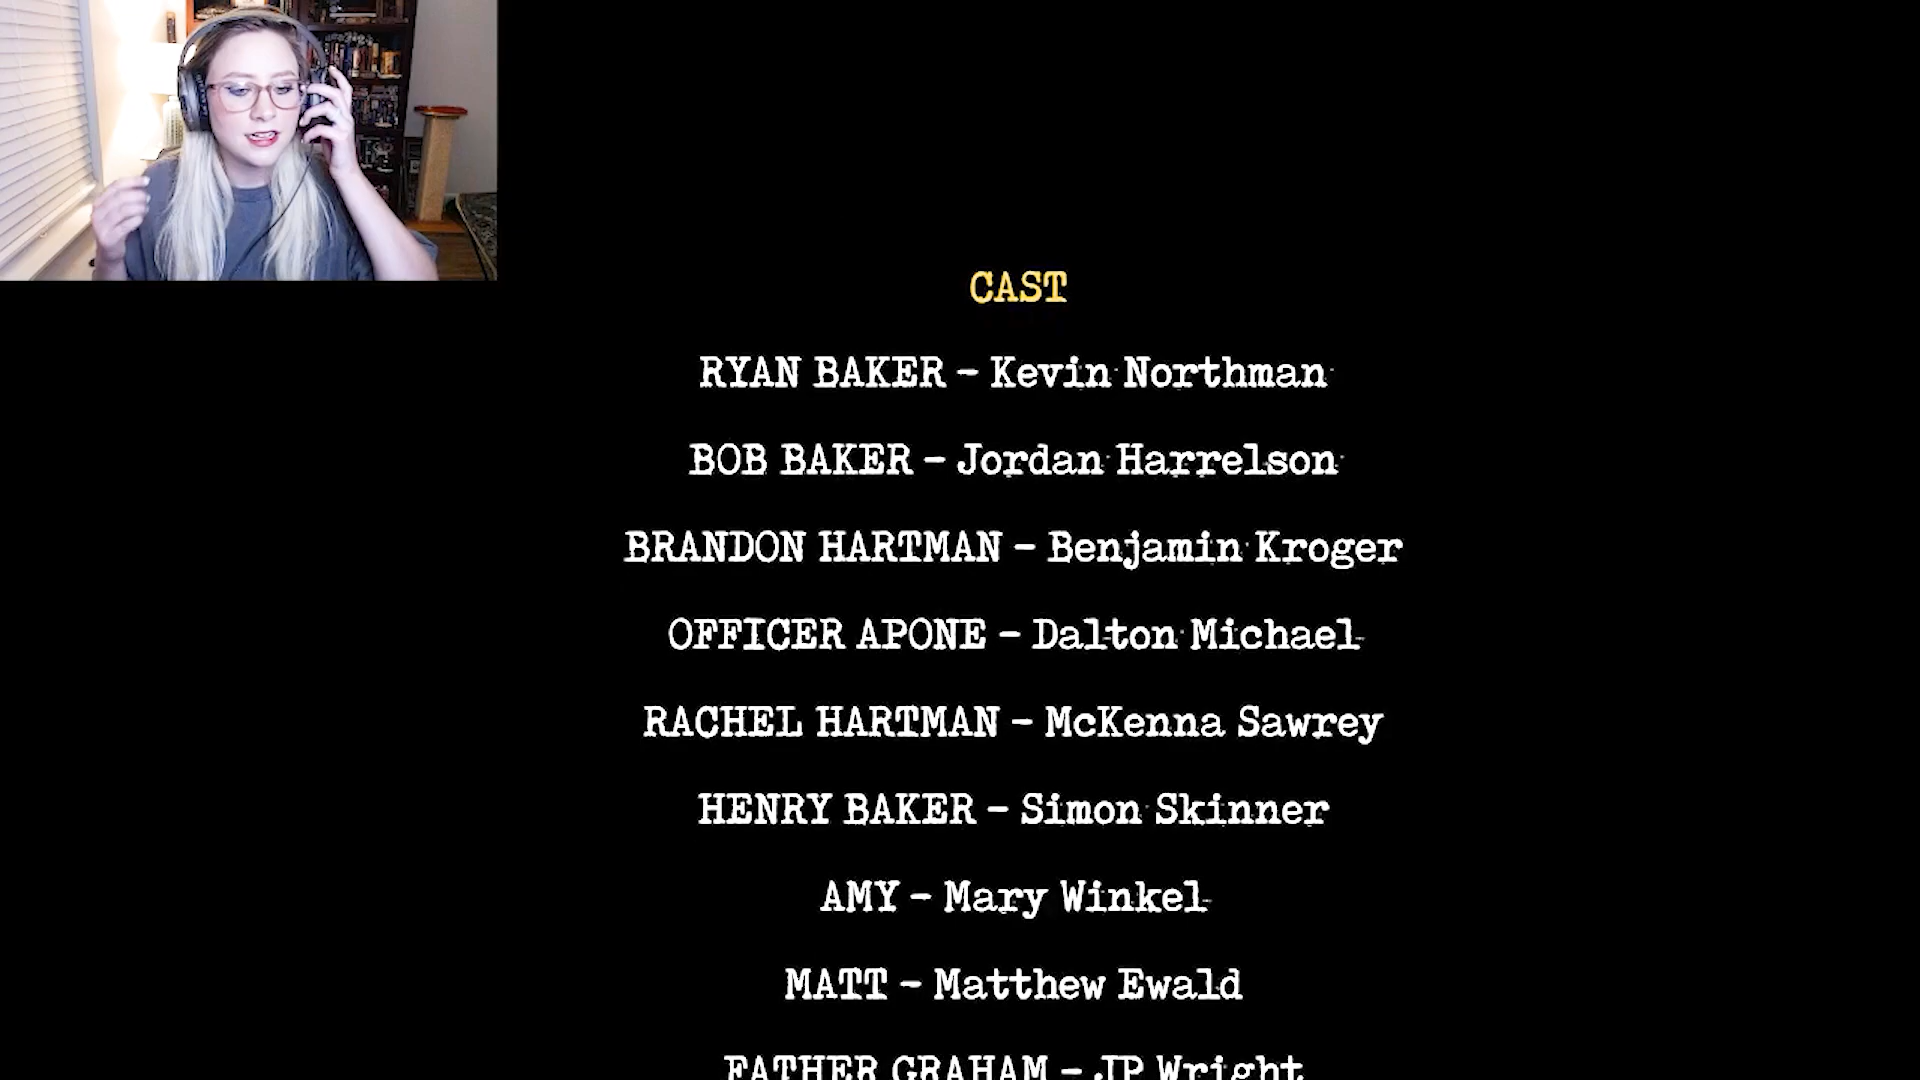 CAST
RYAN BAKER - Kevin Northman
BOB BAKER - Jordan Harrelson
BRANDON HARTMAN - Benjamin Kroger
OFFICER APONE - Dalton Michael
RACHEL HARTMAN - McKenna Sawrey
HENRY BAKER - Simon Skinner
AMY - Mary Winkel
MATT - Matthew Ewald
FATHER GRAHAM - JP Wright